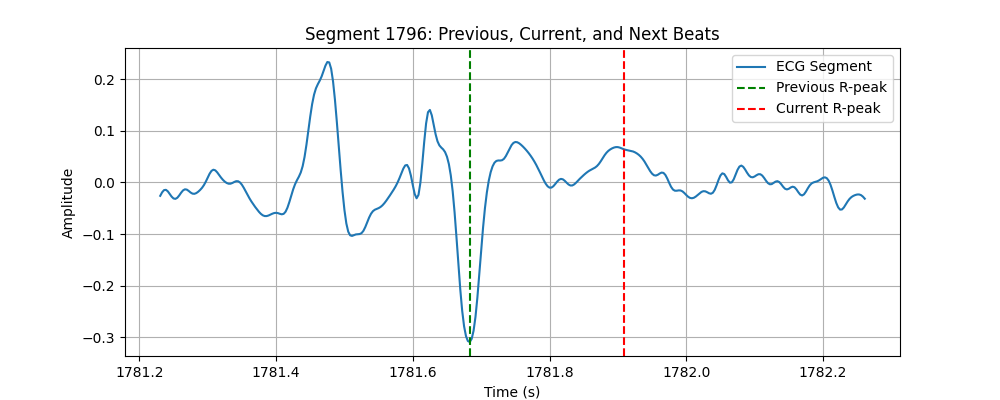 Segment 1796: Previous, Current, and Next Beats
ECG Segment
Previous R-peak
Current R-peak
Amplitude
0.2
0.1
0.0
−0.1
−0.2
−0.3
1781.2 1781.4 1781.6 1781.8 1782.0 1782.2
Time (s)